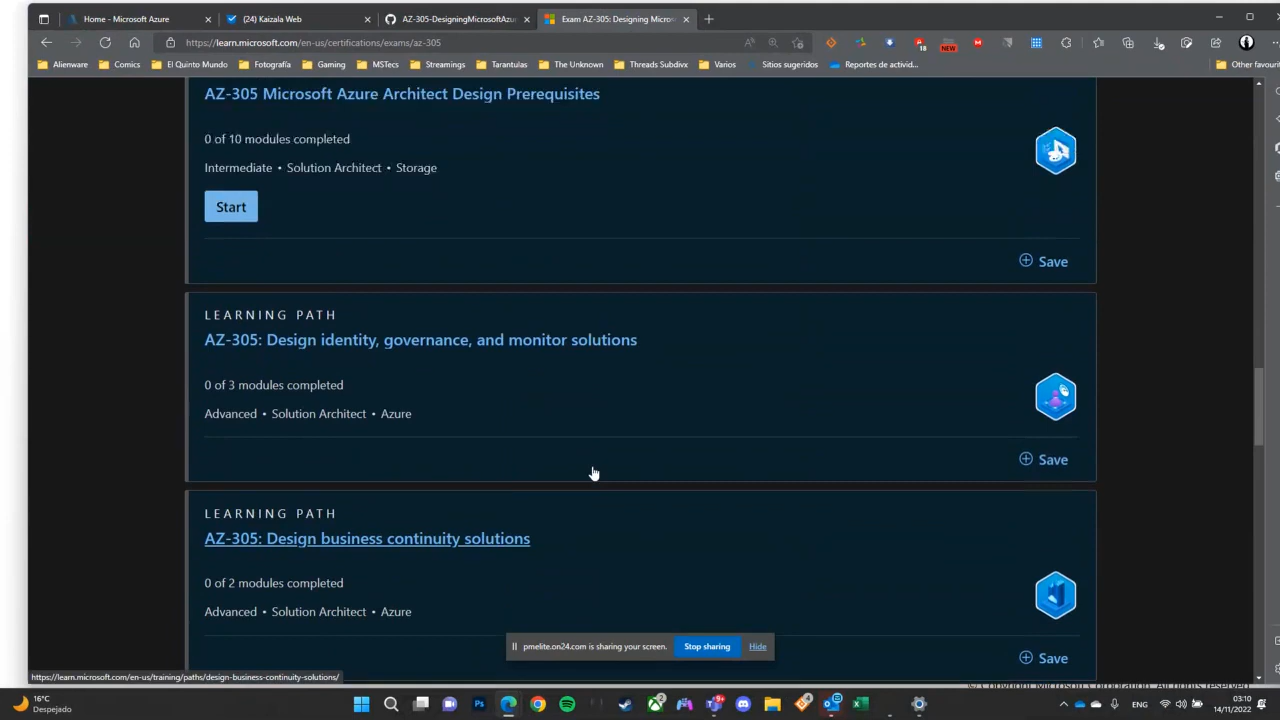 Home - Microsoft Azure
(24) Kaizala Web
AZ-305-DesigningMicrosoftAzur
Exam AZ-305: Designing Micros
https://learn.microsoft.com/en-us/certifications/exams/az-305
18
NEW
Alienware
Comics
El Quinto Mundo
Fotografía
Gaming
MSTecs
Streamings
Tarantulas
The Unknown
Threads Subdivx
Varios
Sitios sugeridos
Reportes de activid...
Other favourit
AZ-305 Microsoft Azure Architect Design Prerequisites
0 of 10 modules completed
Intermediate • Solution Architect • Storage
Start
Save
LEARNING PATH
AZ-305: Design identity, governance, and monitor solutions
0 of 3 modules completed
Advanced • Solution Architect • Azure
Save
LEARNING PATH
AZ-305: Design business continuity solutions
0 of 2 modules completed
Advanced • Solution Architect • Azure
pmelite.on24.com is sharing your screen.
Stop sharing
Hide
Save
https://learn.microsoft.com/en-us/training/paths/design-business-continuity-solutions/
16°C
Despejado
ENG
03:10
14/11/2022